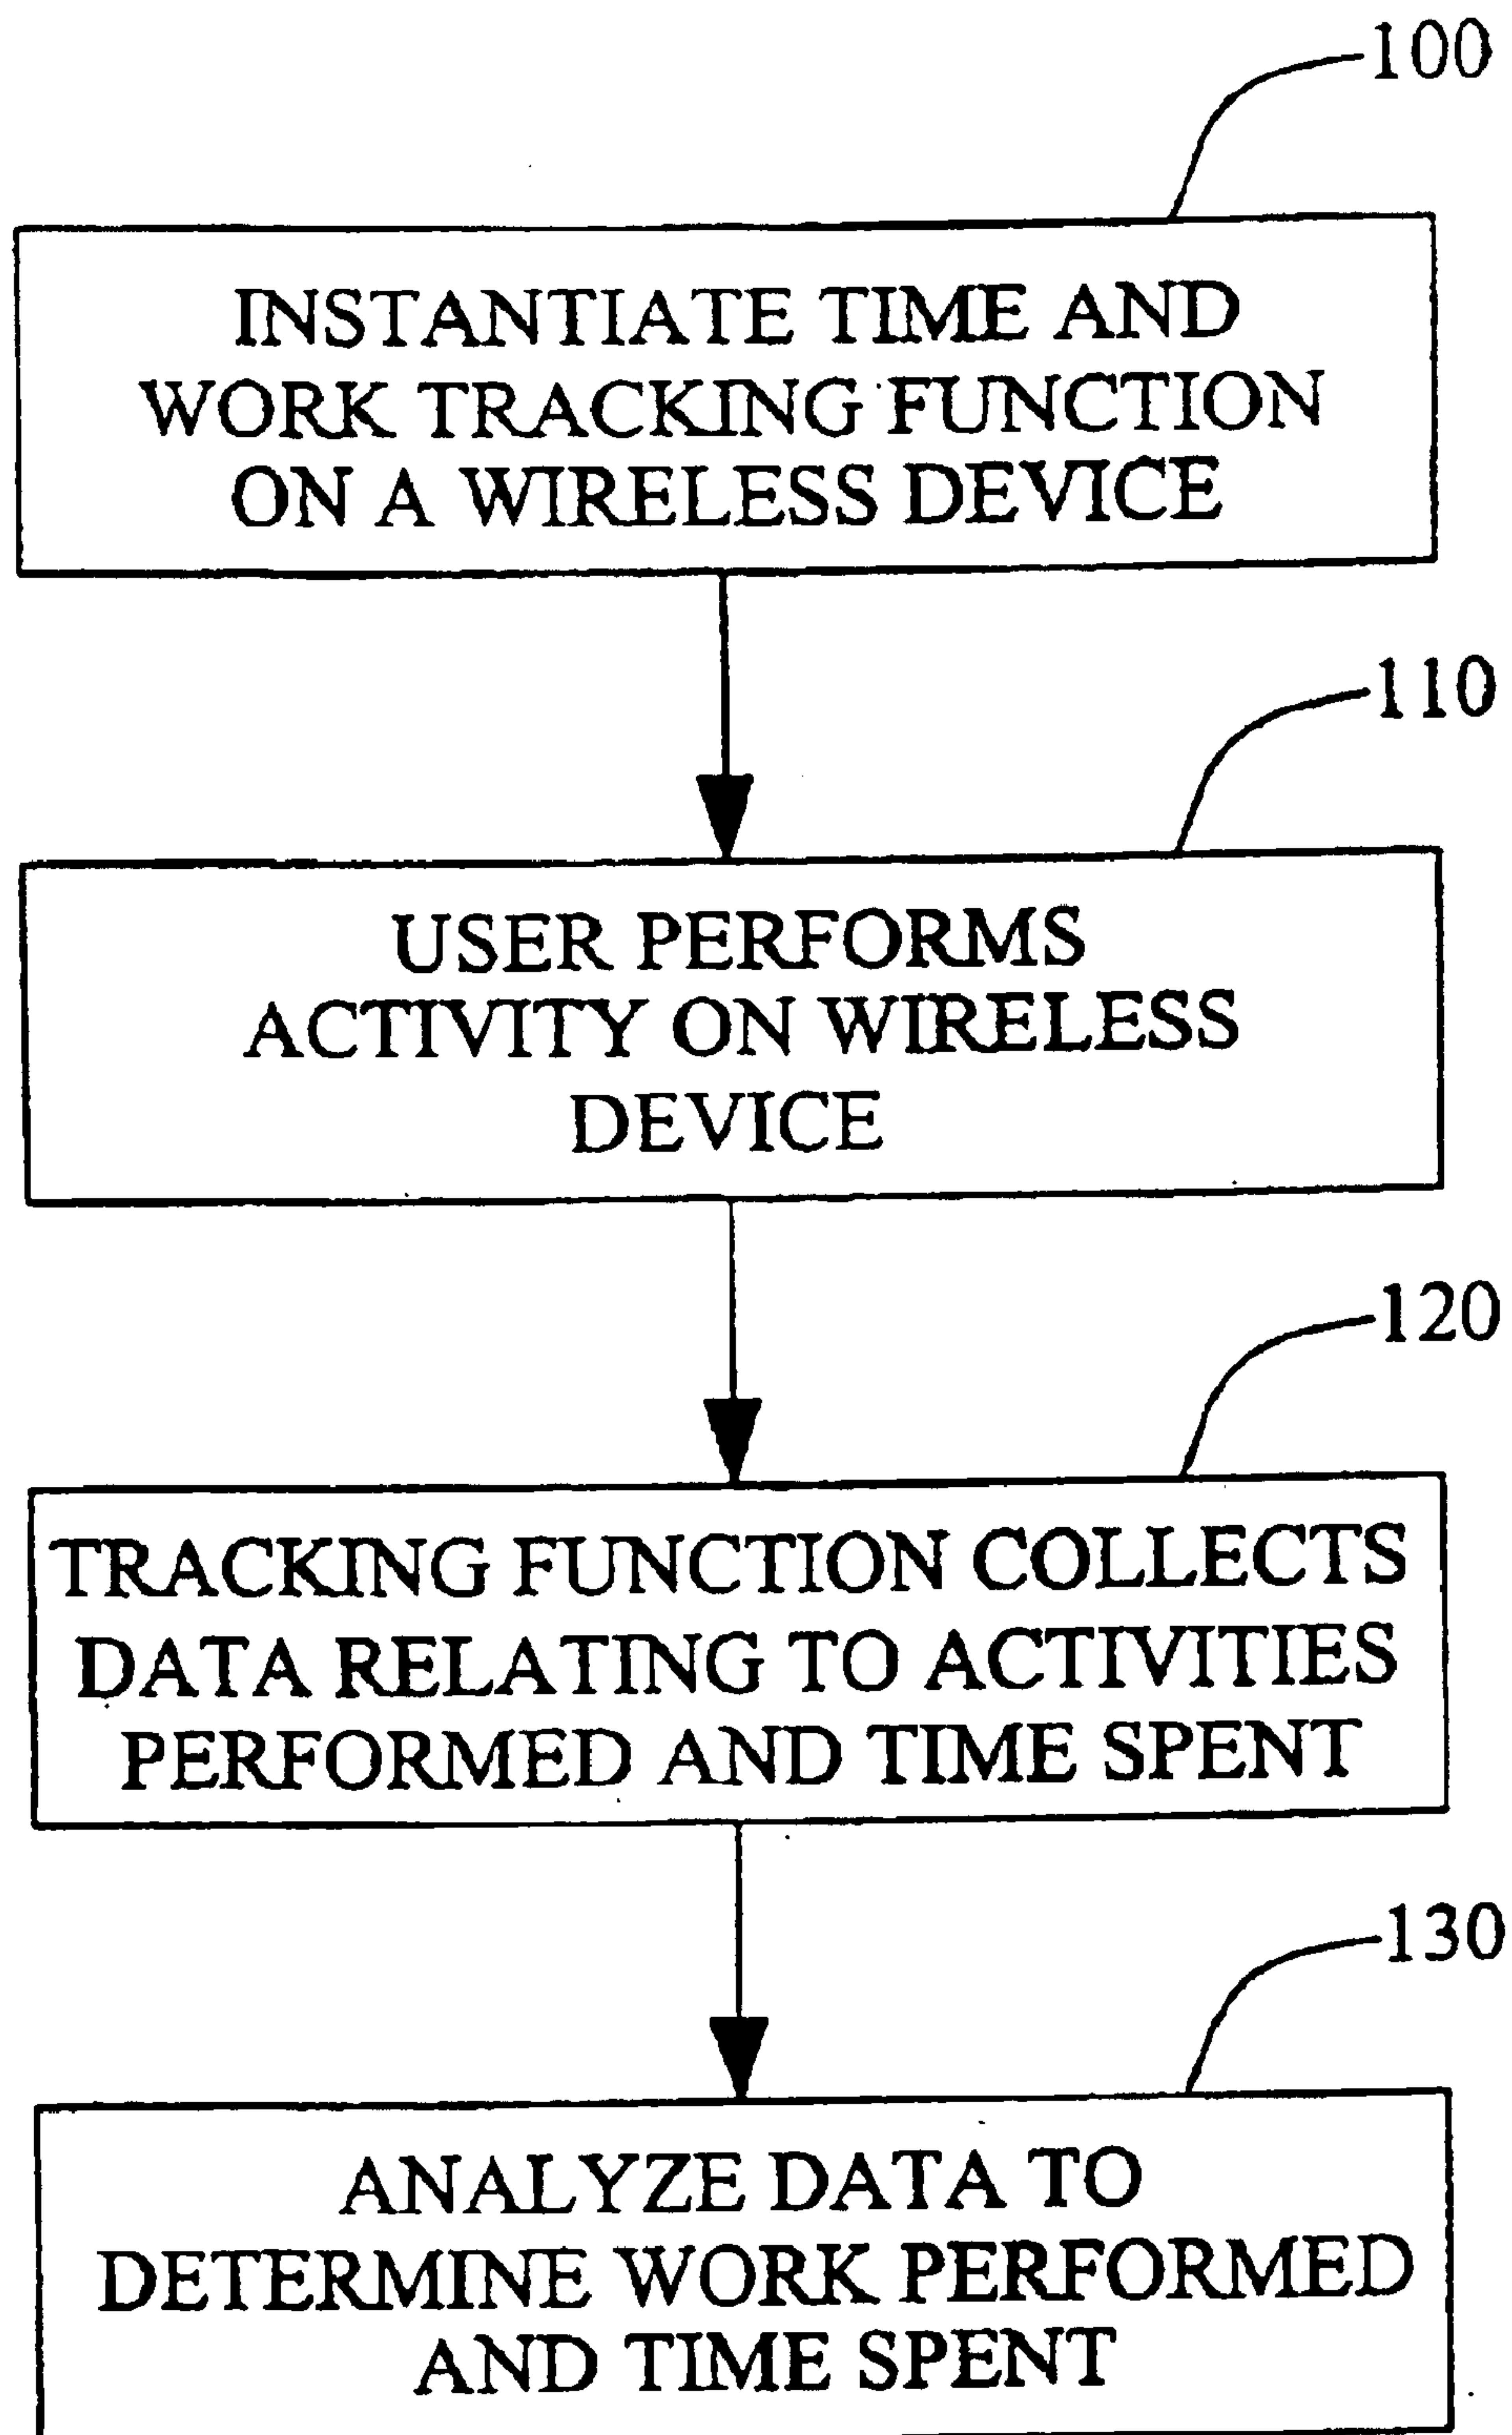 100
INSTANTIATE TIME AND
WORK TRACKING FUNCTION
ON A WIRELESS DEVICE
110
USER PERFORMS
ACTIVITY ON WIRELESS
DEVICE
120
TRACKING FUNCTION COLLECTS
DATA RELATING TO ACTIVITIES
PERFORMED AND TIME SPENT
130
ANALYZE DATA TO
DETERMINE WORK PERFORMED
AND TIME SPENT